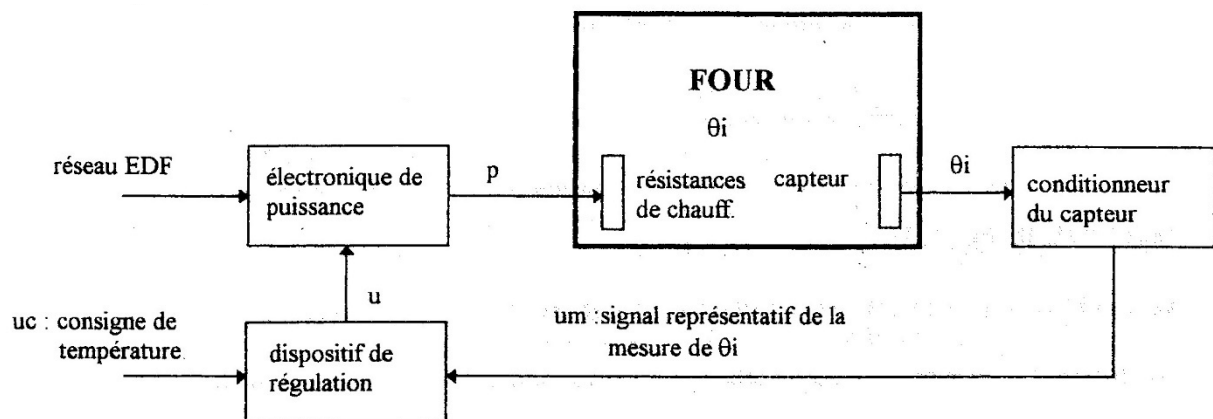 FOUR
θi
réseau EDF
électronique de
puissance
p
résistances
de chauff.
capteur
θi
conditionneur
du capteur
u
uc : consigne de
température
dispositif de
régulation
um :signal représentatif de la
mesure de θi